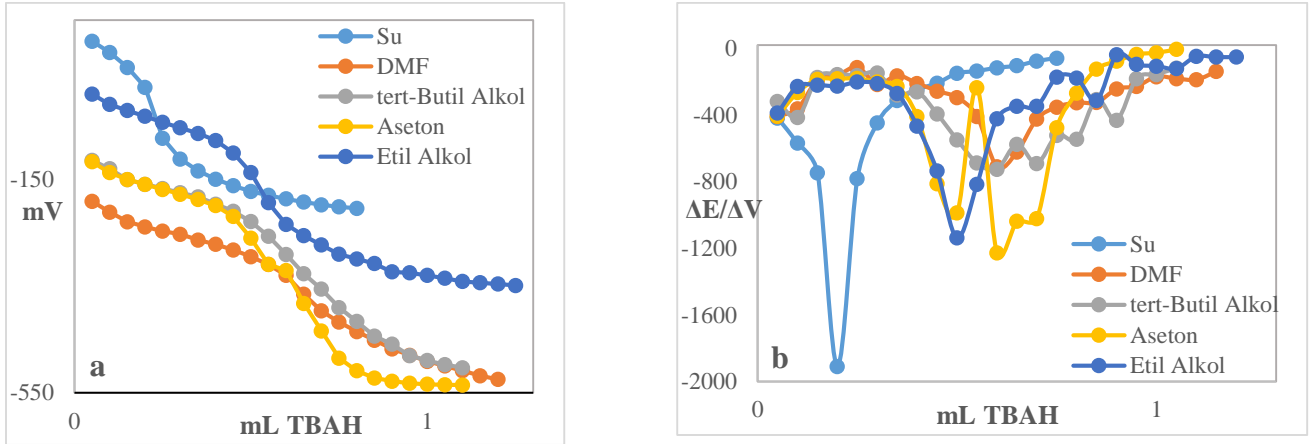 Su
DMF
tert-Butil Alkol
Aseton
Etil Alkol
-150
mV
a
-550
0
mL TBAH
1
0
-400
-800
ΔE/ΔV
-1200
-1600
-2000
Su
DMF
tert-Butil Alkol
Aseton
Etil Alkol
b
0
mL TBAH
1